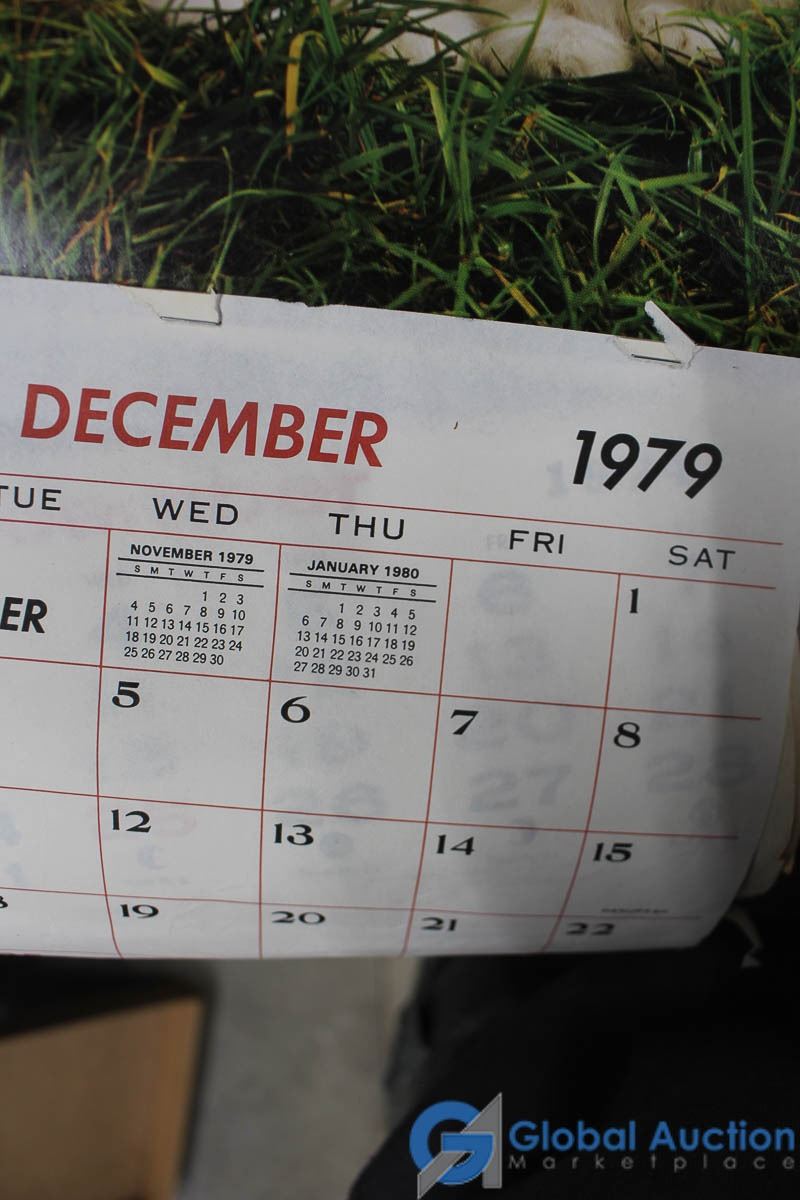 DECEMBER 1979
TUE WED THU FRI SAT
NOVEMBER 1979
S M T W T F S
1 2 3
4 5 6 7 8 9 10
11 12 13 14 15 16 17
18 19 20 21 22 23 24
25 26 27 28 29 30
JANUARY 1980
S M T W T F S
1 2 3 4 5
6 7 8 9 10 11 12
13 14 15 16 17 18 19
20 21 22 23 24 25 26
27 28 29 30 31
ER
1
5 6 7 8
12 13 14 15
19 20 21 22
Global Auction
Marketplace